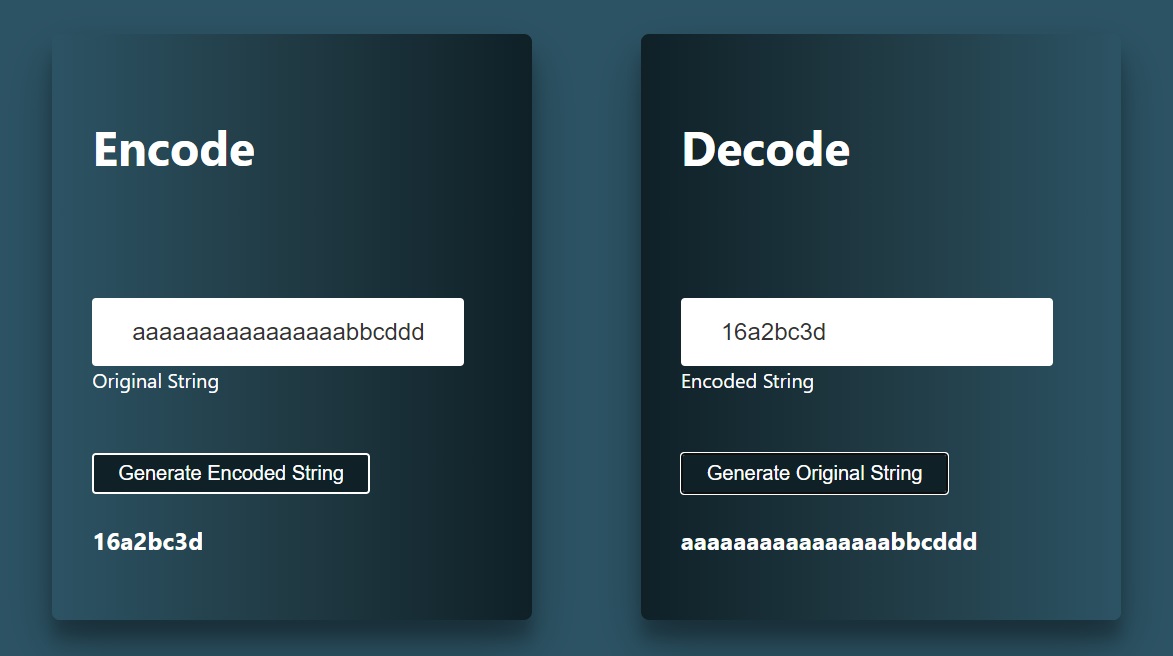 Encode
aaaaaaaaaaaaaaaabbcddd
Original String
Generate Encoded String
16a2bc3d
Decode
16a2bc3d
Encoded String
Generate Original String
aaaaaaaaaaaaaaaabbcddd